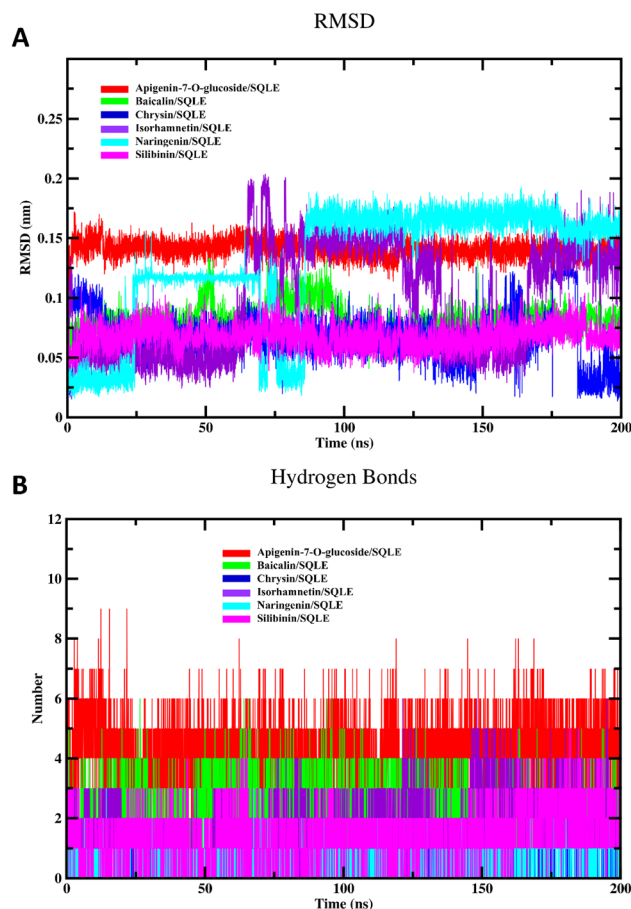 RMSD
A
Apigenin-7-O-glucoside/SQLE
Baicalin/SQLE
Chrysin/SQLE
Isorhamnetin/SQLE
Naringenin/SQLE
Silibinin/SQLE
RMSD (nm)
0.25
0.2
0.15
0.1
0.05
0
0 50 100 150 200
Time (ns)
Hydrogen Bonds
B
Apigenin-7-O-glucoside/SQLE
Baicalin/SQLE
Chrysin/SQLE
Isorhamnetin/SQLE
Naringenin/SQLE
Silibinin/SQLE
Number
12
10
8
6
4
2
0
0 50 100 150 200
Time (ns)